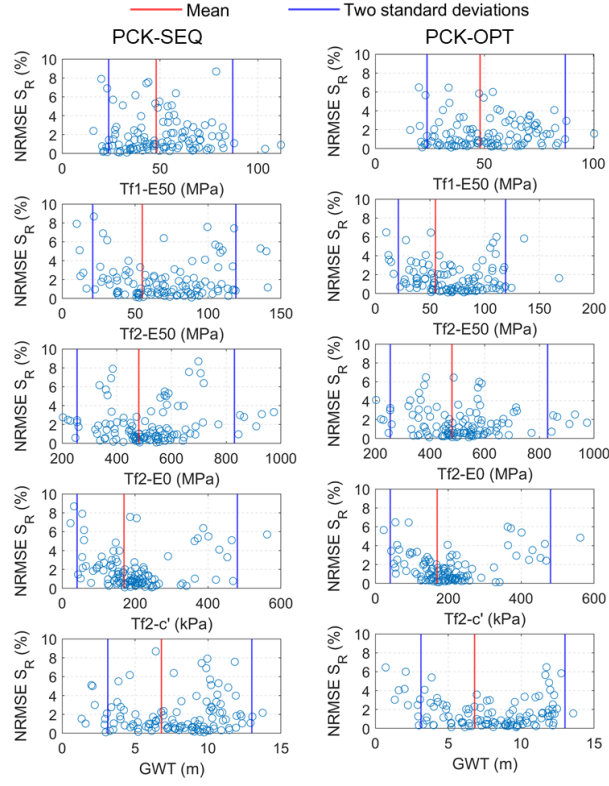 Mean Two standard deviations
PCK-SEQ PCK-OPT
NRMSE S_R (%) 10 8 6 4 2 0 NRMSE S_R (%) 10 8 6 4 2 0
0 50 100 0 50 100
Tf1-E50 (MPa) Tf1-E50 (MPa)
NRMSE S_R (%) 10 8 6 4 2 0 NRMSE S_R (%) 10 8 6 4 2 0
0 50 100 150 0 50 100 150 200
Tf2-E50 (MPa) Tf2-E50 (MPa)
NRMSE S_R (%) 10 8 6 4 2 0 NRMSE S_R (%) 10 8 6 4 2 0
200 400 600 800 1000 200 400 600 800 1000
Tf2-E0 (MPa) Tf2-E0 (MPa)
NRMSE S_R (%) 10 8 6 4 2 0 NRMSE S_R (%) 10 8 6 4 2 0
0 200 400 600 0 200 400 600
Tf2-c' (kPa) Tf2-c' (kPa)
NRMSE S_R (%) 10 8 6 4 2 0 NRMSE S_R (%) 10 8 6 4 2 0
0 5 10 15 0 5 10 15
GWT (m) GWT (m)